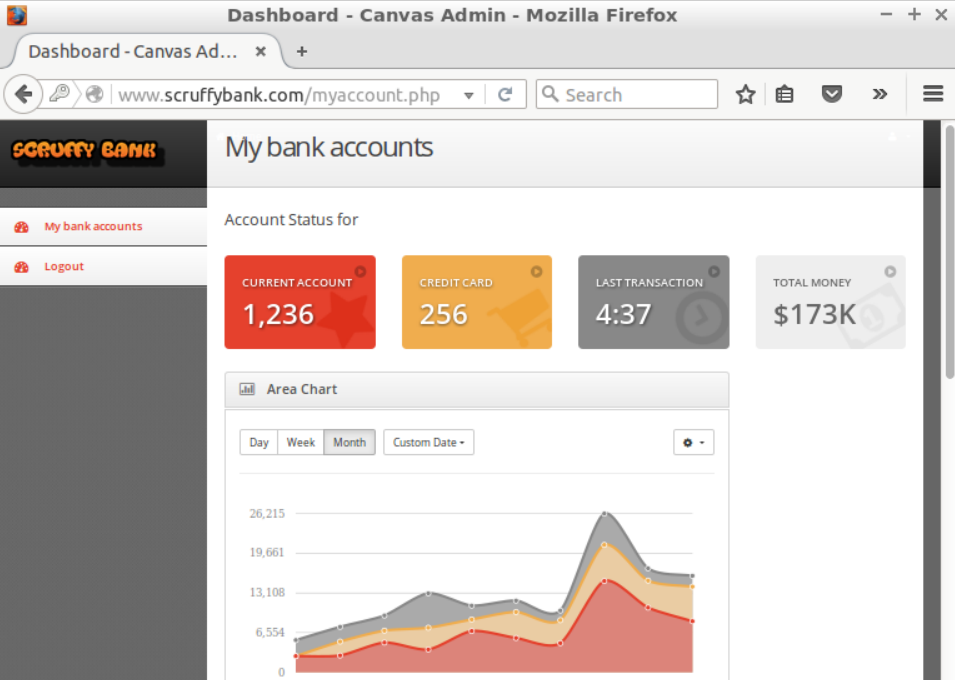 Dashboard - Canvas Admin - Mozilla Firefox
Dashboard - Canvas Ad...
www.scruffybank.com/myaccount.php
Search
SCRUFFY BANK
My bank accounts
My bank accounts
Logout
Account Status for
CURRENT ACCOUNT
1,236
CREDIT CARD
256
LAST TRANSACTION
4:37
TOTAL MONEY
$173K
Area Chart
Day Week Month Custom Date
26,215
19,661
13,108
6,554
0